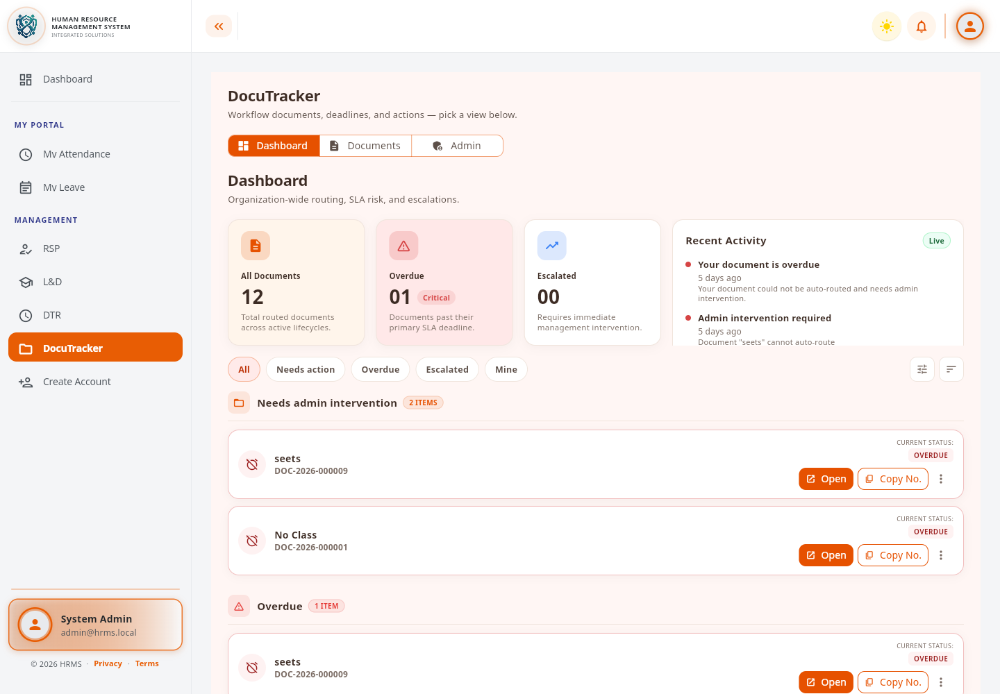 HUMAN RESOURCE
MANAGEMENT SYSTEM
INTEGRATED SOLUTIONS
Dashboard
MY PORTAL
My Attendance
My Leave
MANAGEMENT
RSP
L&D
DTR
DocuTracker
Create Account
System Admin
admin@hrms.local
© 2026 HRMS · Privacy · Terms
DocuTracker
Workflow documents, deadlines, and actions — pick a view below.
Dashboard
Documents
Admin
Dashboard
Organization-wide routing, SLA risk, and escalations.
All Documents
12
Total routed documents
across active lifecycles.
Overdue
01 Critical
Documents past their
primary SLA deadline.
Escalated
00
Requires immediate
management intervention.
Recent Activity
Live
Your document is overdue
5 days ago
Your document could not be auto-routed and needs admin
intervention.
Admin intervention required
5 days ago
Document "seets" cannot auto-route
All
Needs action
Overdue
Escalated
Mine
Needs admin intervention 2 ITEMS
seets
DOC-2026-000009
CURRENT STATUS:
OVERDUE
Open
Copy No.
No Class
DOC-2026-000001
CURRENT STATUS:
OVERDUE
Open
Copy No.
Overdue 1 ITEM
seets
DOC-2026-000009
CURRENT STATUS:
OVERDUE
Open
Copy No.